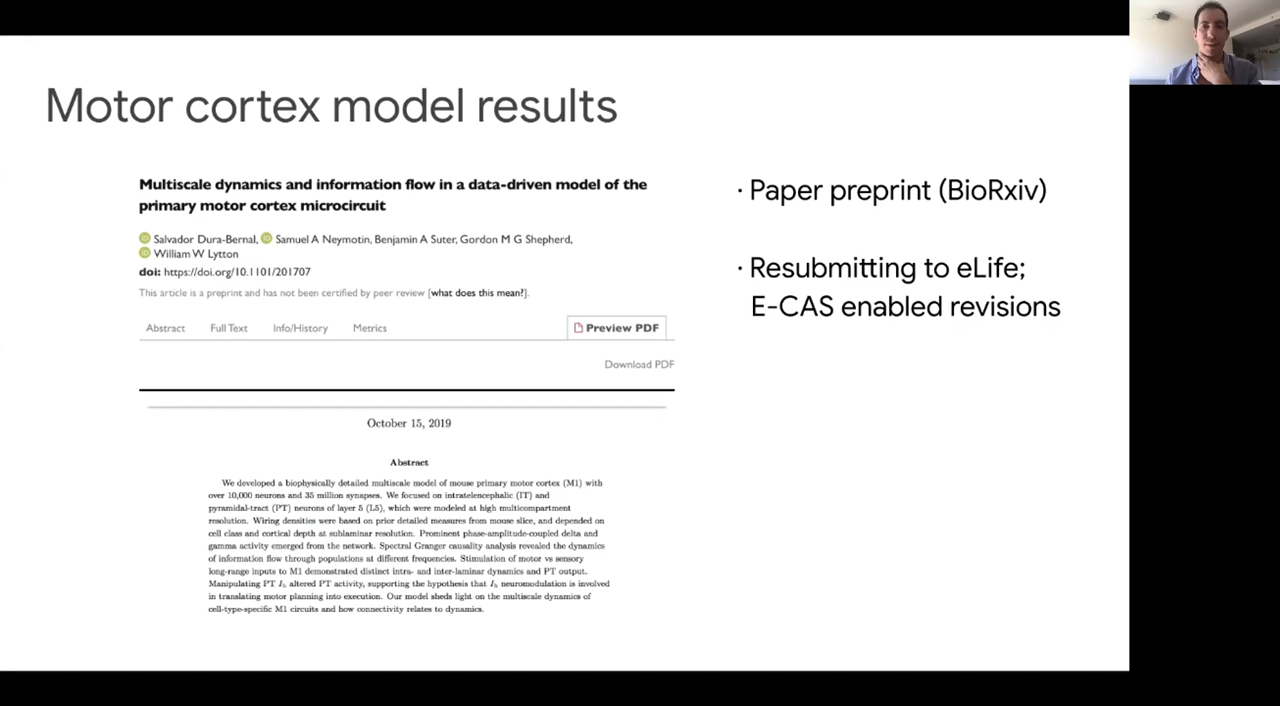 Motor cortex model results
Multiscale dynamics and information flow in a data-driven model of the
primary motor cortex microcircuit
Salvador Dura-Bernal, Samuel A Neymotin, Benjamin A Suter, Gordon M G Shepherd,
William W Lytton
doi: https://doi.org/10.1101/201707
This article is a preprint and has not been certified by peer review [what does this mean?].
Abstract Full Text Info/History Metrics Preview PDF
Download PDF
October 15, 2019
Abstract
We developed a biophysically detailed multiscale model of mouse primary motor cortex (M1) with
over 10,000 neurons and 35 million synapses. We focused on intratelencephalic (IT) and
pyramidal-tract (PT) neurons of layer 5 (L5), which were modeled at high multicompartment
resolution. Wiring densities were based on prior detailed measures from mouse slice, and depended on
cell class and cortical depth at sublaminar resolution. Prominent phase-amplitude-coupled delta and
gamma activity emerged from the network. Spectral Granger causality analysis revealed the dynamics
of information flow through populations at different frequencies. Stimulation of motor vs sensory
long-range inputs to M1 demonstrated distinct intra- and inter-laminar dynamics and PT output.
Manipulating PT Ih altered PT activity, supporting the hypothesis that Ih neuromodulation is involved
in translating motor planning into execution. Our model sheds light on the multiscale dynamics of
cell-type-specific M1 circuits and how connectivity relates to dynamics.
· Paper preprint (BioRxiv)
· Resubmitting to eLife;
E-CAS enabled revisions